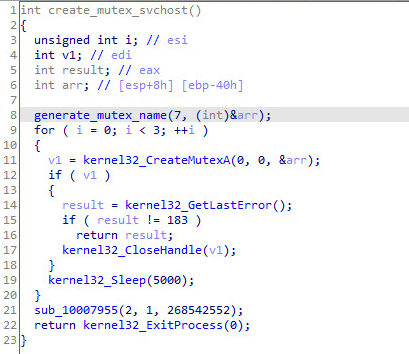 1 int create_mutex_svchost()
2 {
3 unsigned int i; // esi
4 int v1; // edi
5 int result; // eax
6 int arr; // [esp+8h] [ebp-40h]
7
8 generate_mutex_name(7, (int)&arr);
9 for ( i = 0; i < 3; ++i )
10 {
11 v1 = kernel32_CreateMutexA(0, 0, &arr);
12 if ( v1 )
13 {
14 result = kernel32_GetLastError();
15 if ( result != 183 )
16 return result;
17 kernel32_CloseHandle(v1);
18 }
19 kernel32_Sleep(5000);
20 }
21 sub_10007955(2, 1, 268542552);
22 return kernel32_ExitProcess(0);
23 }